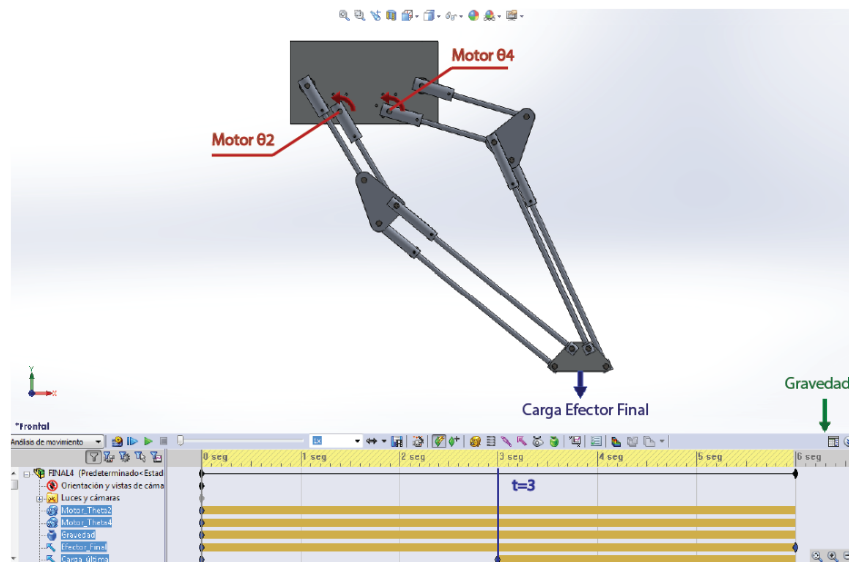 Motor θ4
Motor θ2
Y
X
Carga Efector Final
Gravedad
*Frontal
Análisis de movimiento
0 seg
1 seg
2 seg
3 seg
4 seg
5 seg
6 seg
FINAL4 (Predeterminado<Estad
Orientación y vistas de cáma
Luces y cámaras
Motor_Theta2
Motor_Theta4
Gravedad
Efector_Final
Carga_última
t=3